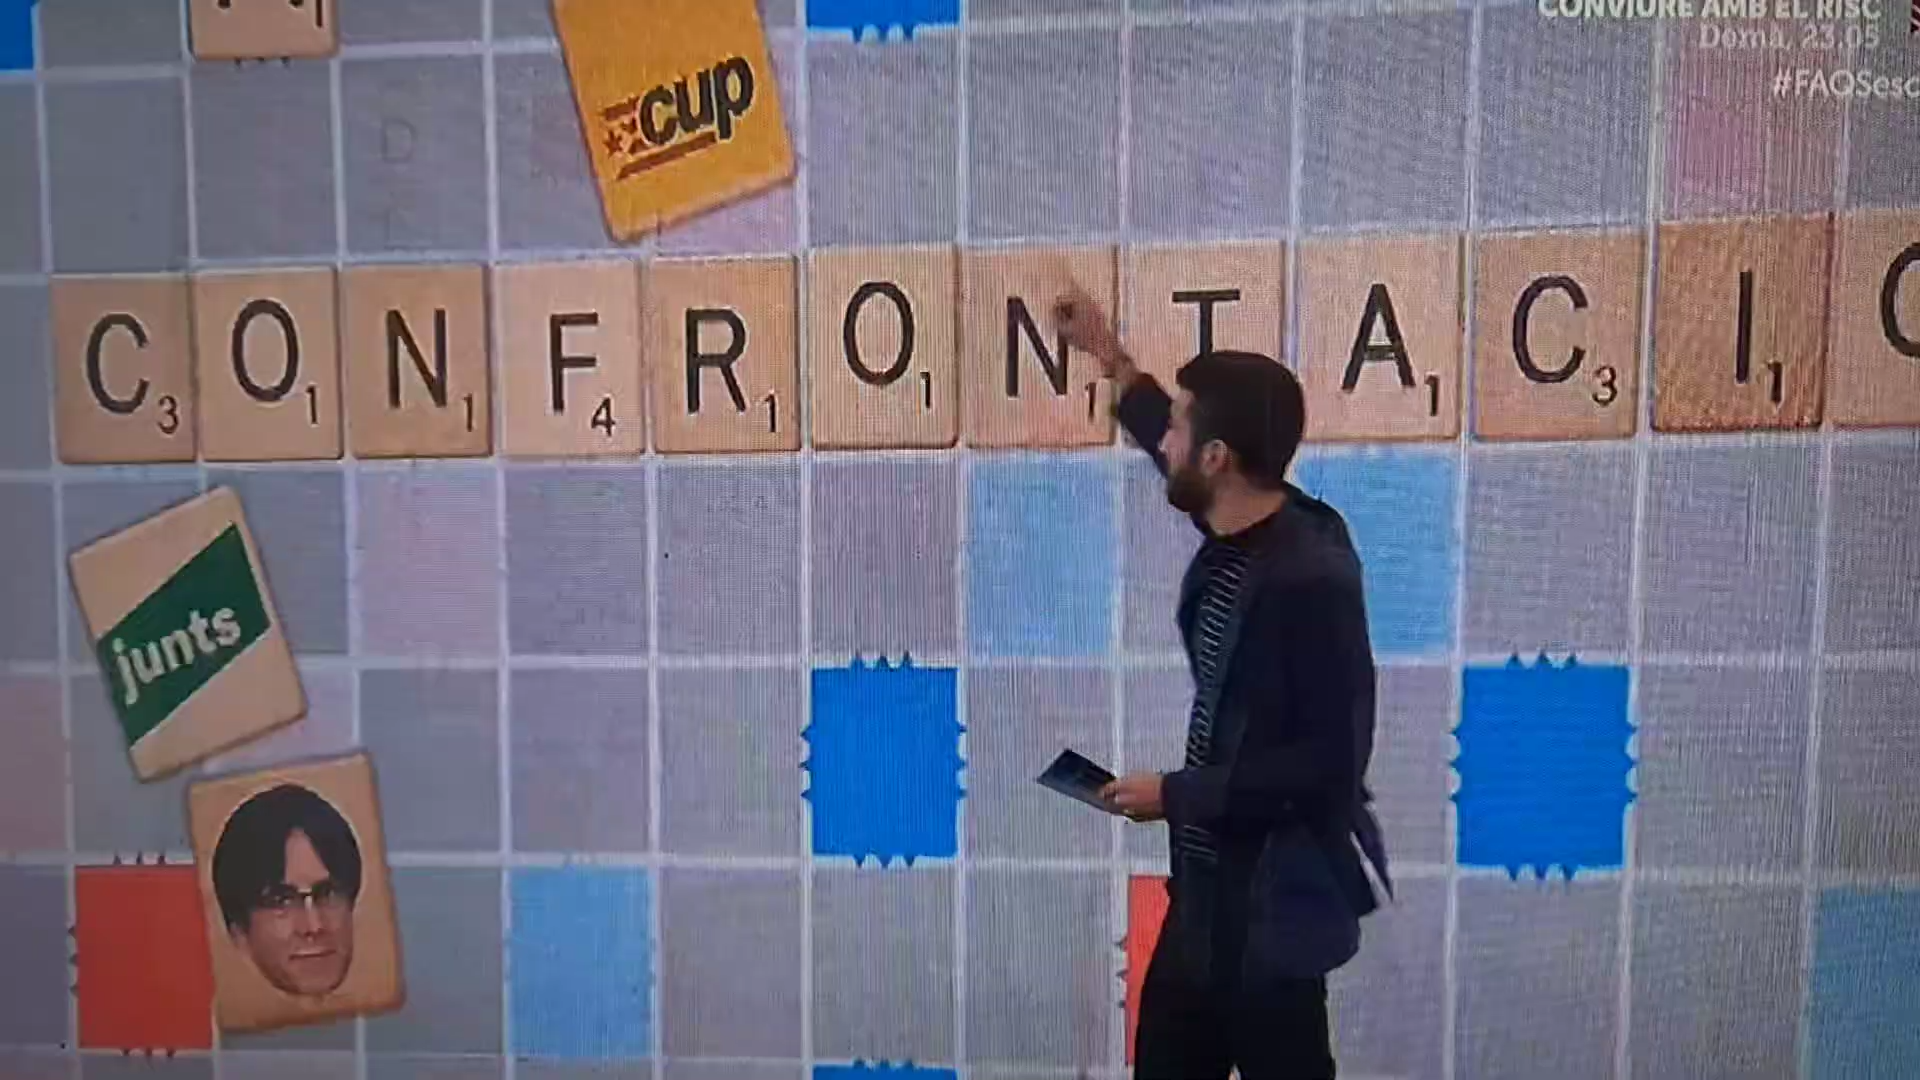 CONVIURE AMB EL RISC
Demà, 23.05
#FAQSesc
cup
C3 O1 N1 F4 R1 O1 N1 T A1 C3 I1
junts